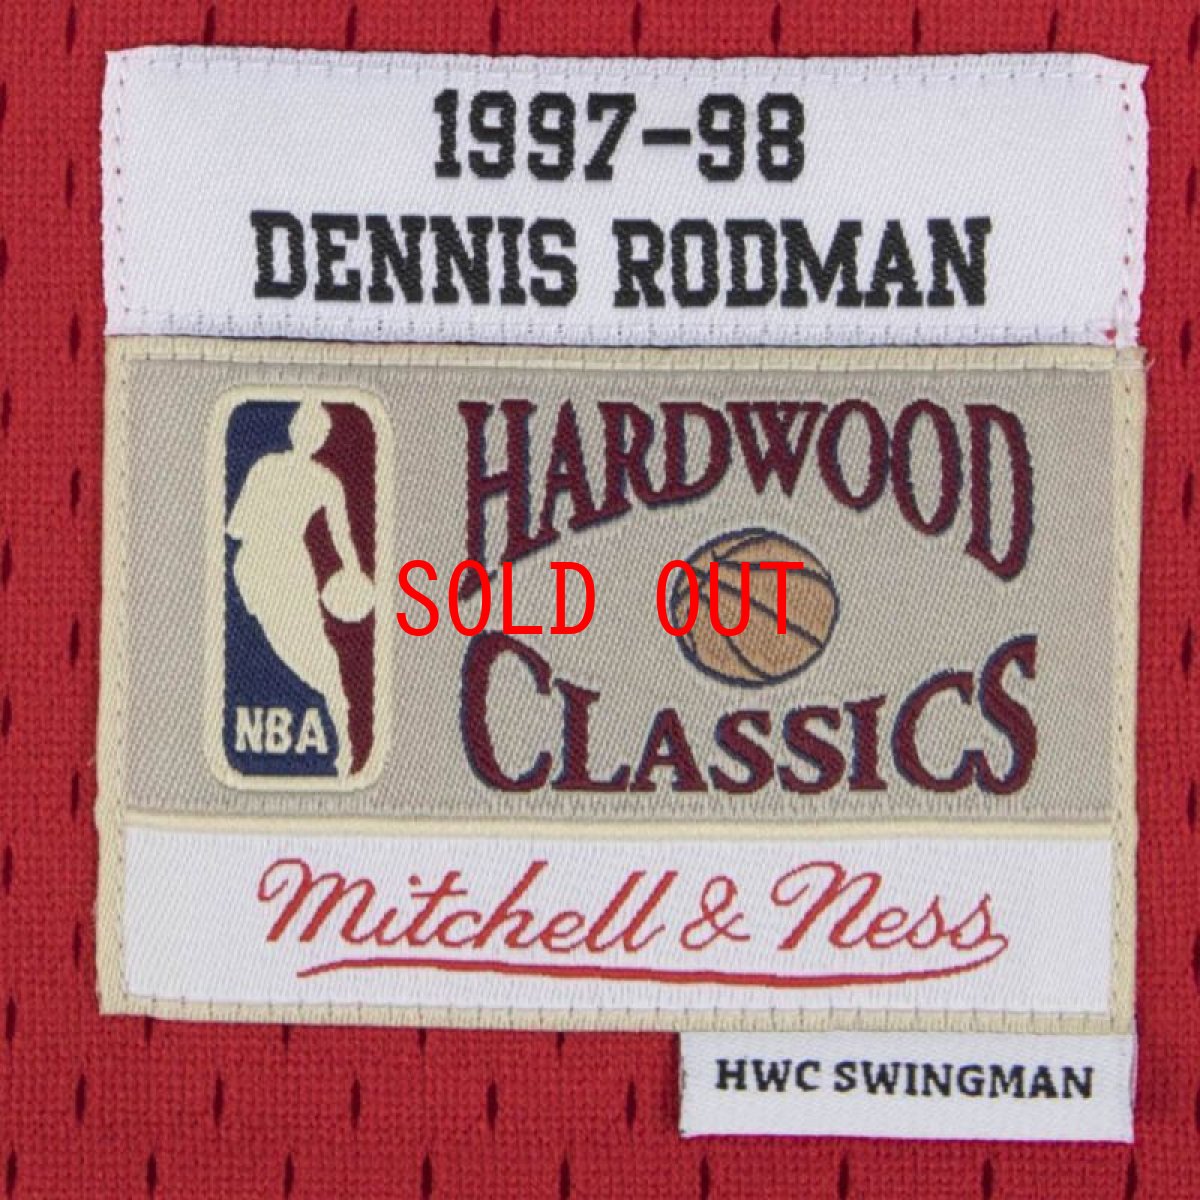 1997-98
DENNIS RODMAN
HARDWOOD
SOLD OUT
CLASSICS
NBA
Mitchell & Ness
HWC SWINGMAN